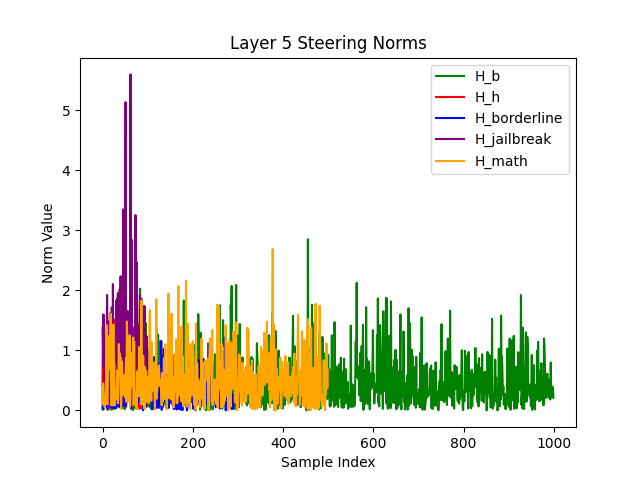 Layer 5 Steering Norms
H_b
H_h
H_borderline
H_jailbreak
H_math
Norm Value
5
4
3
2
1
0
0 200 400 600 800 1000
Sample Index